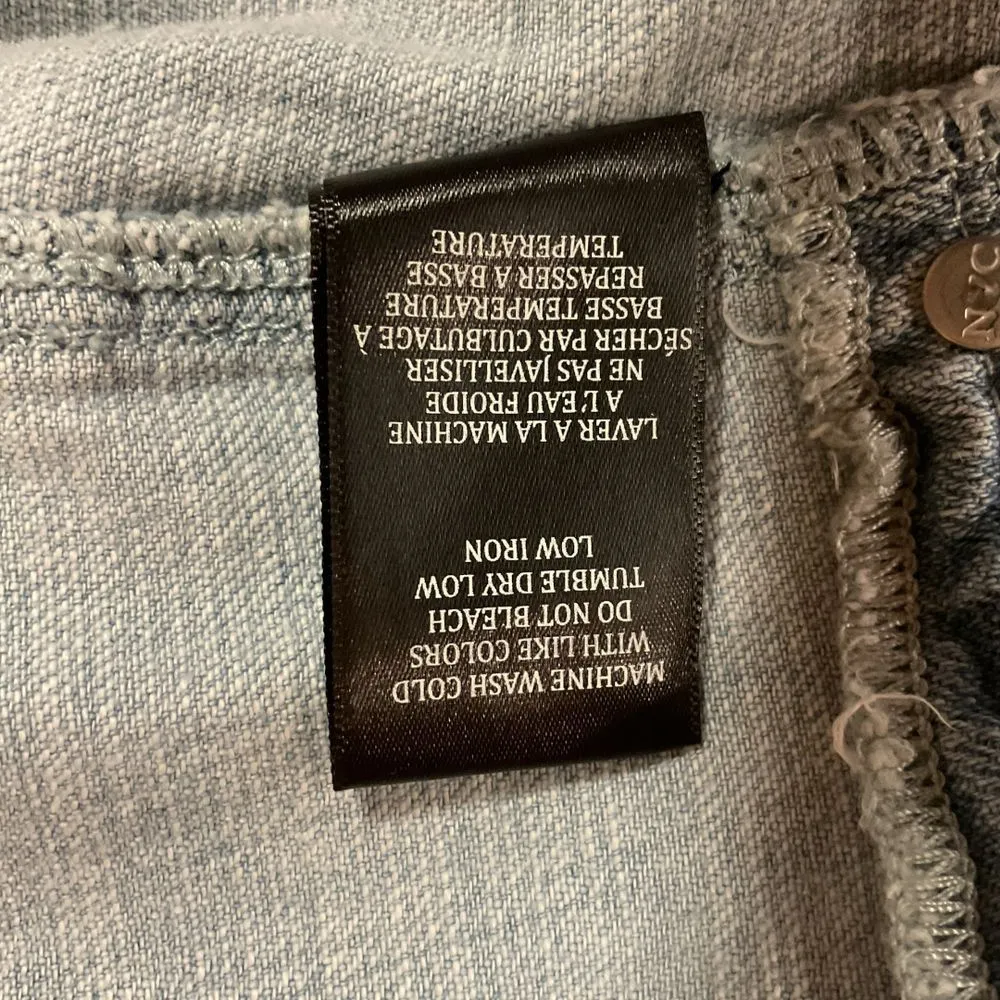 MACHINE WASH COLD
WITH LIKE COLORS
DO NOT BLEACH
TUMBLE DRY LOW
LOW IRON
LAVER A LA MACHINE
A L'EAU FROIDE
NE PAS JAVELLISER
SÉCHER PAR CULBUTAGE À
BASSE TEMPERATURE
REPASSER A BASSE
TEMPERATURE
NYC